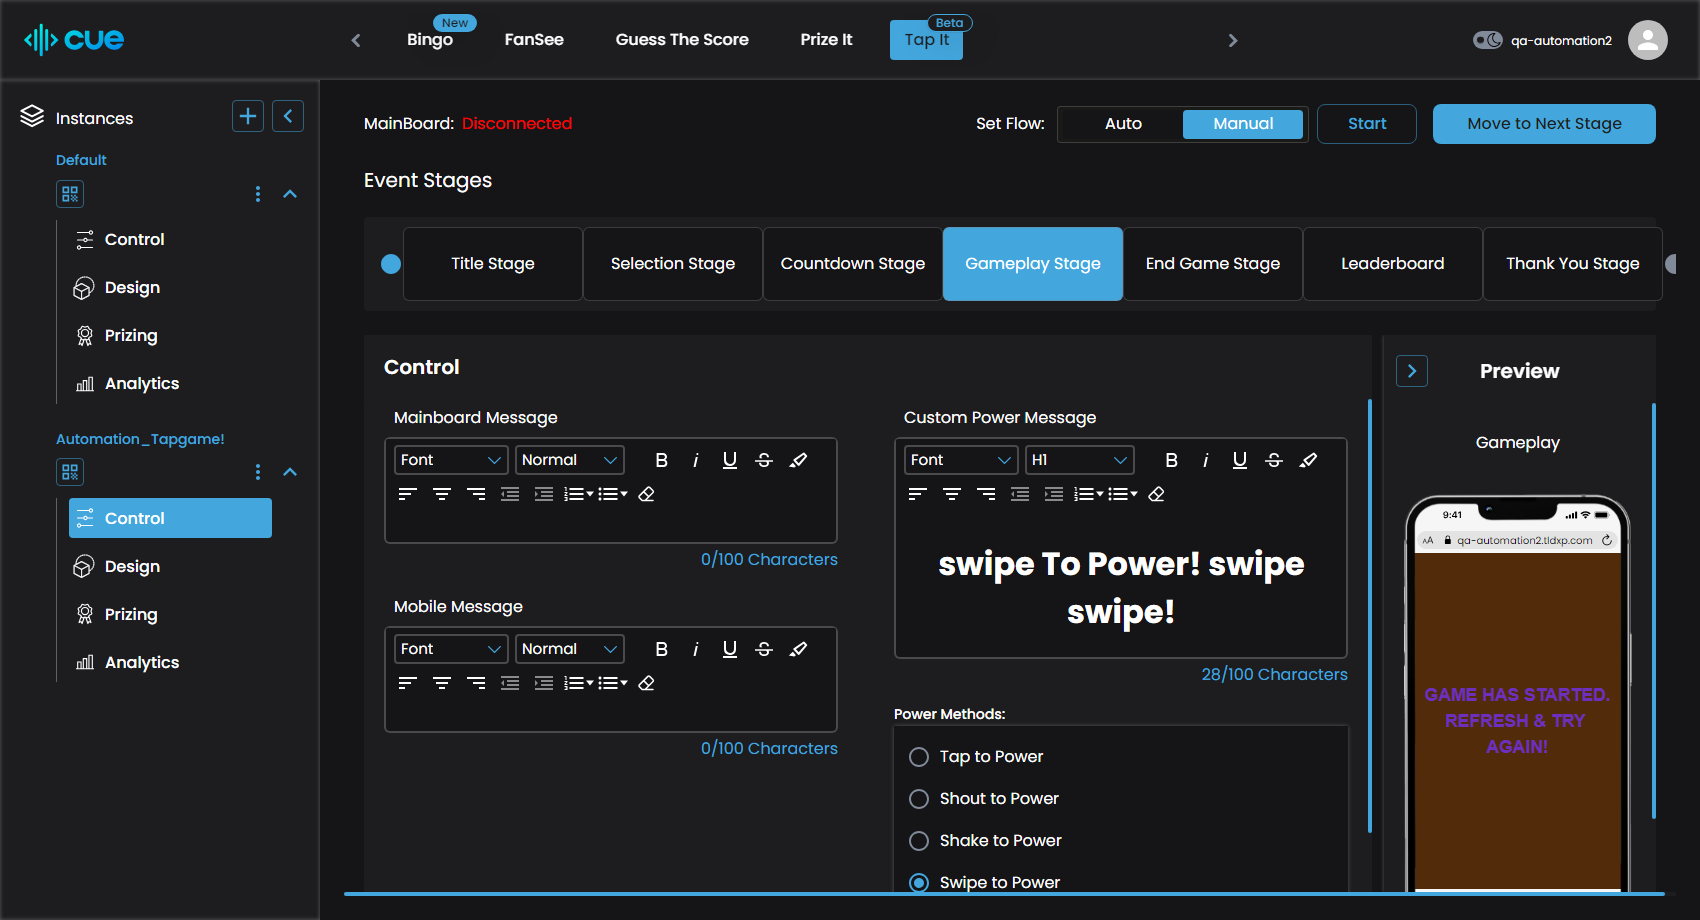 cue
New
Bingo
FanSee
Guess The Score
Prize It
Beta
Tap It
qa-automation2
Instances
Default
Control
Design
Prizing
Analytics
Automation_Tapgame!
Control
Design
Prizing
Analytics
MainBoard: Disconnected
Set Flow:
Auto
Manual
Start
Move to Next Stage
Event Stages
Title Stage
Selection Stage
Countdown Stage
Gameplay Stage
End Game Stage
Leaderboard
Thank You Stage
Control
Mainboard Message
Font
Normal
B
i
U
S
0/100 Characters
Mobile Message
Font
Normal
B
i
U
S
0/100 Characters
Custom Power Message
Font
H1
B
i
U
S
swipe To Power! swipe
swipe!
28/100 Characters
Power Methods:
Tap to Power
Shout to Power
Shake to Power
Swipe to Power
Preview
Gameplay
9:41
AA
qa-automation2.tldxp.com
GAME HAS STARTED.
REFRESH & TRY
AGAIN!